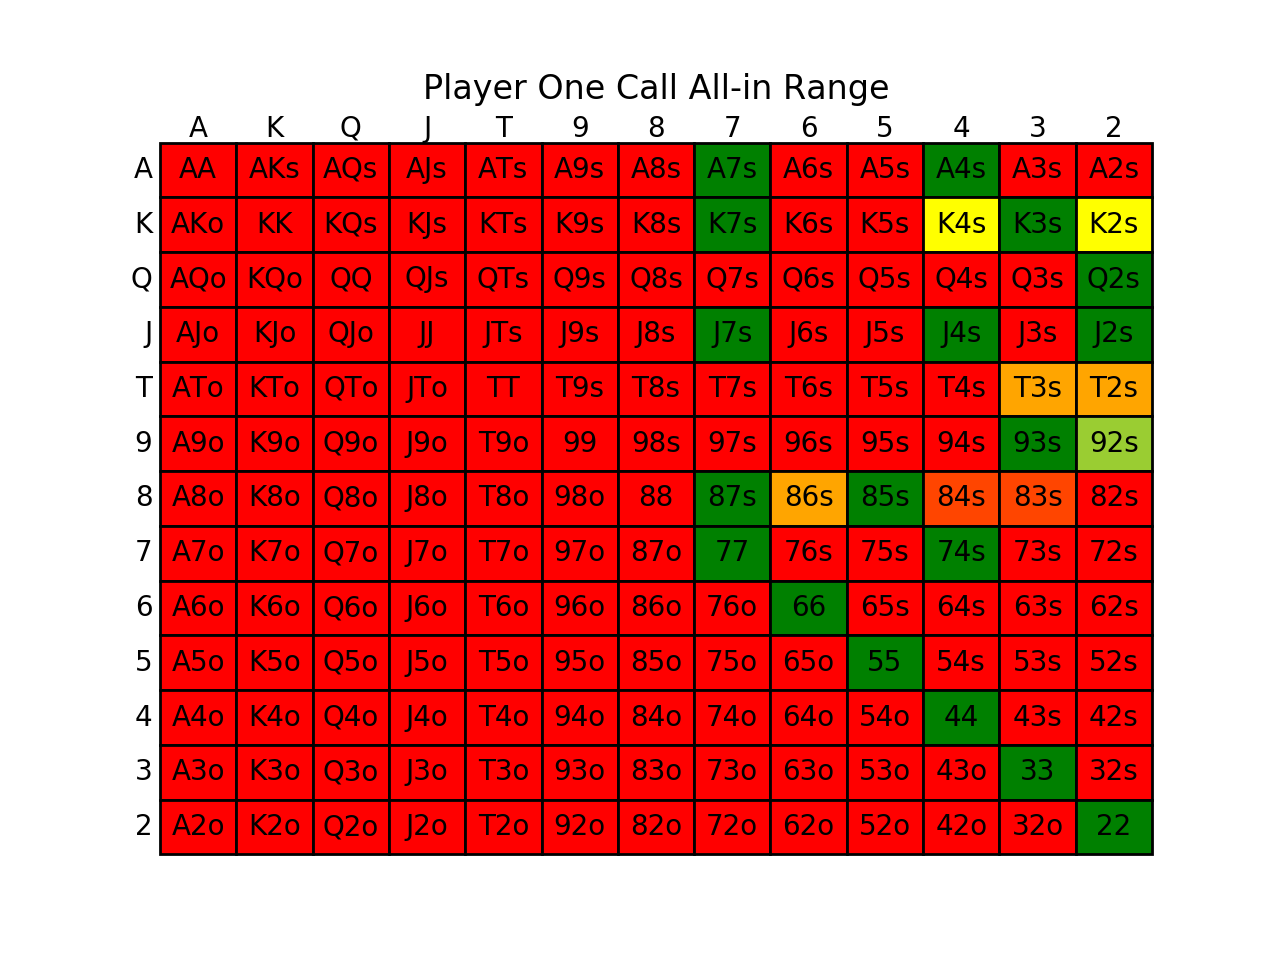 Player One Call All-in Range
A K Q J T 9 8 7 6 5 4 3 2
A AA AKs AQs AJs ATs A9s A8s A7s A6s A5s A4s A3s A2s
K AKo KK KQs KJs KTs K9s K8s K7s K6s K5s K4s K3s K2s
Q AQo KQo QQ QJs QTs Q9s Q8s Q7s Q6s Q5s Q4s Q3s Q2s
J AJo KJo QJo JJ JTs J9s J8s J7s J6s J5s J4s J3s J2s
T ATo KTo QTo JTo TT T9s T8s T7s T6s T5s T4s T3s T2s
9 A9o K9o Q9o J9o T9o 99 98s 97s 96s 95s 94s 93s 92s
8 A8o K8o Q8o J8o T8o 98o 88 87s 86s 85s 84s 83s 82s
7 A7o K7o Q7o J7o T7o 97o 87o 77 76s 75s 74s 73s 72s
6 A6o K6o Q6o J6o T6o 96o 86o 76o 66 65s 64s 63s 62s
5 A5o K5o Q5o J5o T5o 95o 85o 75o 65o 55 54s 53s 52s
4 A4o K4o Q4o J4o T4o 94o 84o 74o 64o 54o 44 43s 42s
3 A3o K3o Q3o J3o T3o 93o 83o 73o 63o 53o 43o 33 32s
2 A2o K2o Q2o J2o T2o 92o 82o 72o 62o 52o 42o 32o 22